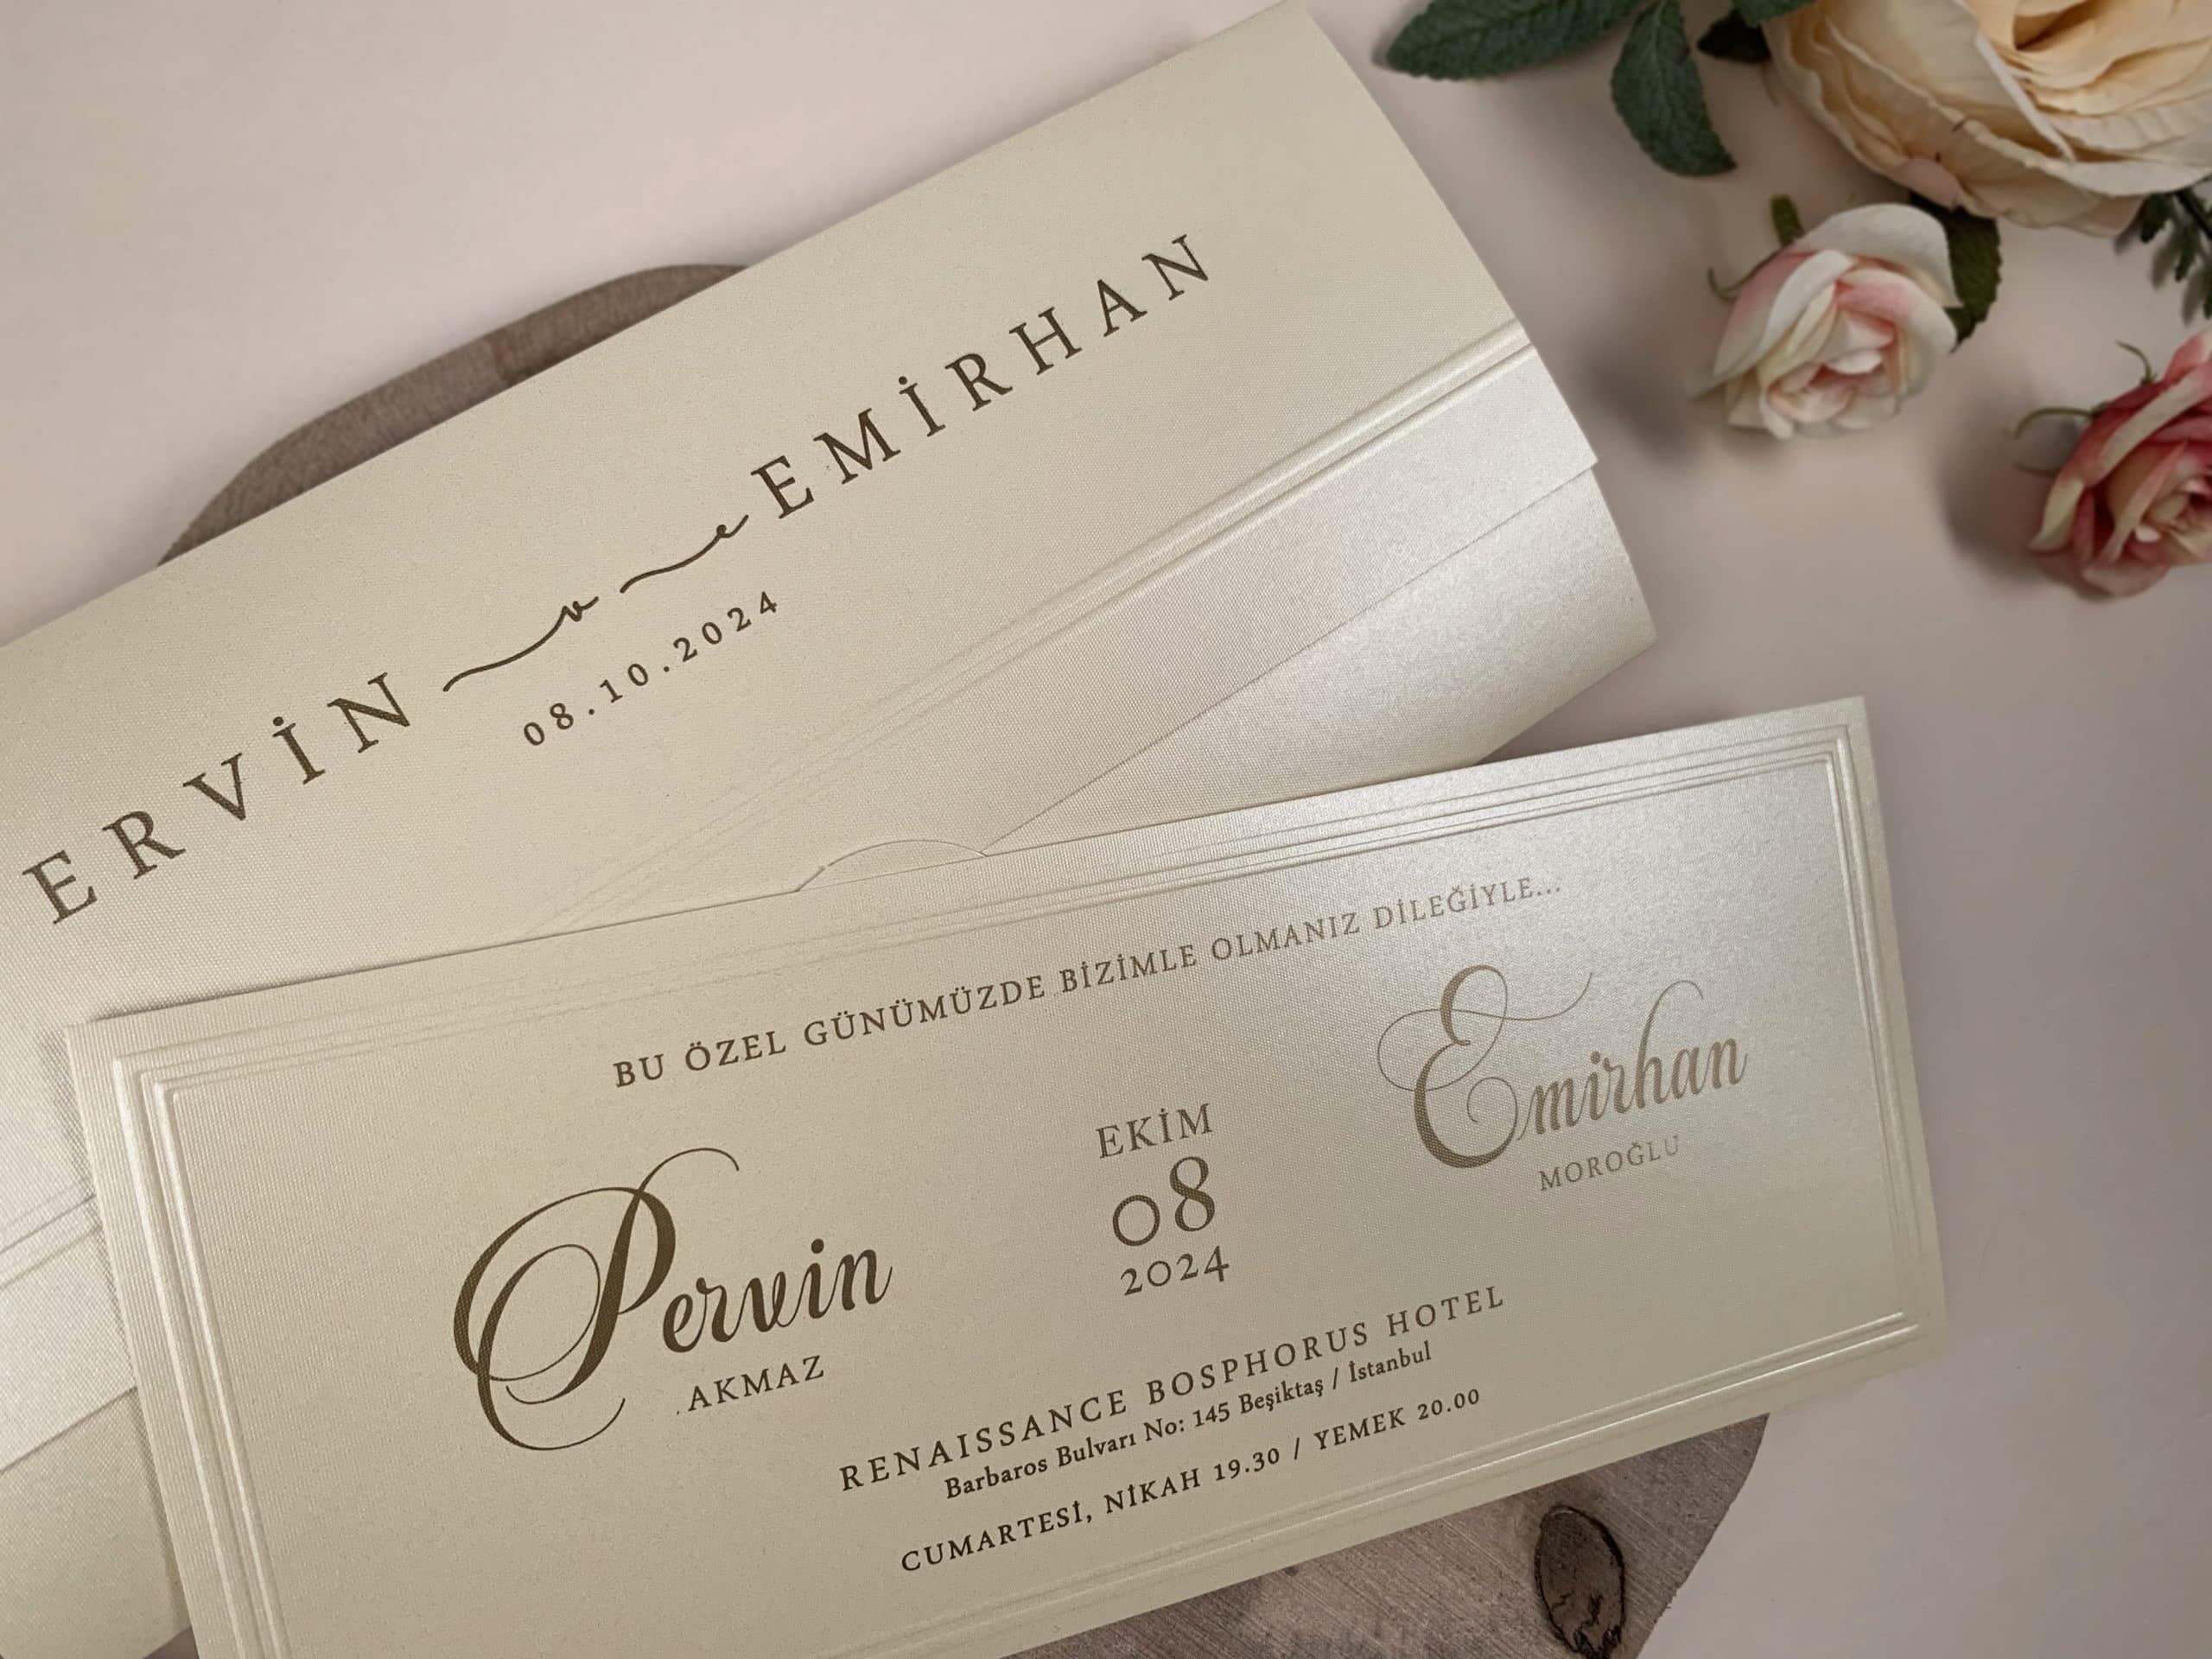 ERVİN ve EMİRHAN
08.10.2024
BU ÖZEL GÜNÜMÜZDE BİZİMLE OLMANIZ DİLEĞİYLE...
Pervin
AKMAZ
EKİM
08
2024
Emirhan
MOROĞLU
RENAISSANCE BOSPHORUS HOTEL
Barbaros Bulvarı No: 145 Beşiktaş / İstanbul
CUMARTESİ, NİKAH 19.30 / YEMEK 20.00